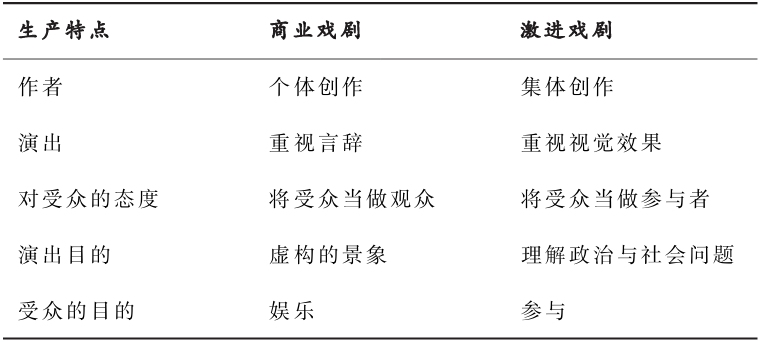 生产特点 商业戏剧 激进戏剧
作者 个体创作 集体创作
演出 重视言辞 重视视觉效果
对受众的态度 将受众当做观众 将受众当做参与者
演出目的 虚构的景象 理解政治与社会问题
受众的目的 娱乐 参与